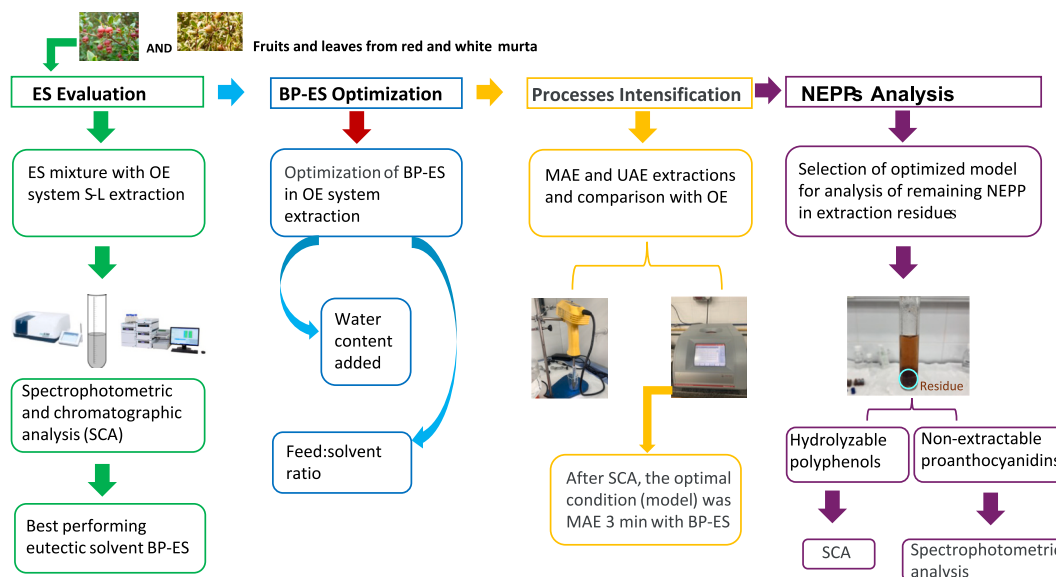 AND
Fruits and leaves from red and white murta
ES Evaluation
ES mixture with OE
system S-L extraction
Spectrophotometric
and chromatographic
analysis (SCA)
Best performing
eutectic solvent BP-ES
BP-ES Optimization
Optimization of BP-ES
in OE system
extraction
Water
content
added
Feed:solvent
ratio
Processes Intensification
MAE and UAE extractions
and comparison with OE
After SCA, the optimal
condition (model) was
MAE 3 min with BP-ES
NEPPs Analysis
Selection of optimized model
for analysis of remaining NEPP
in extraction residues
Residue
Hydrolyzable
polyphenols
Non-extractable
proanthocyanidins
SCA
Spectrophotometric
analysis